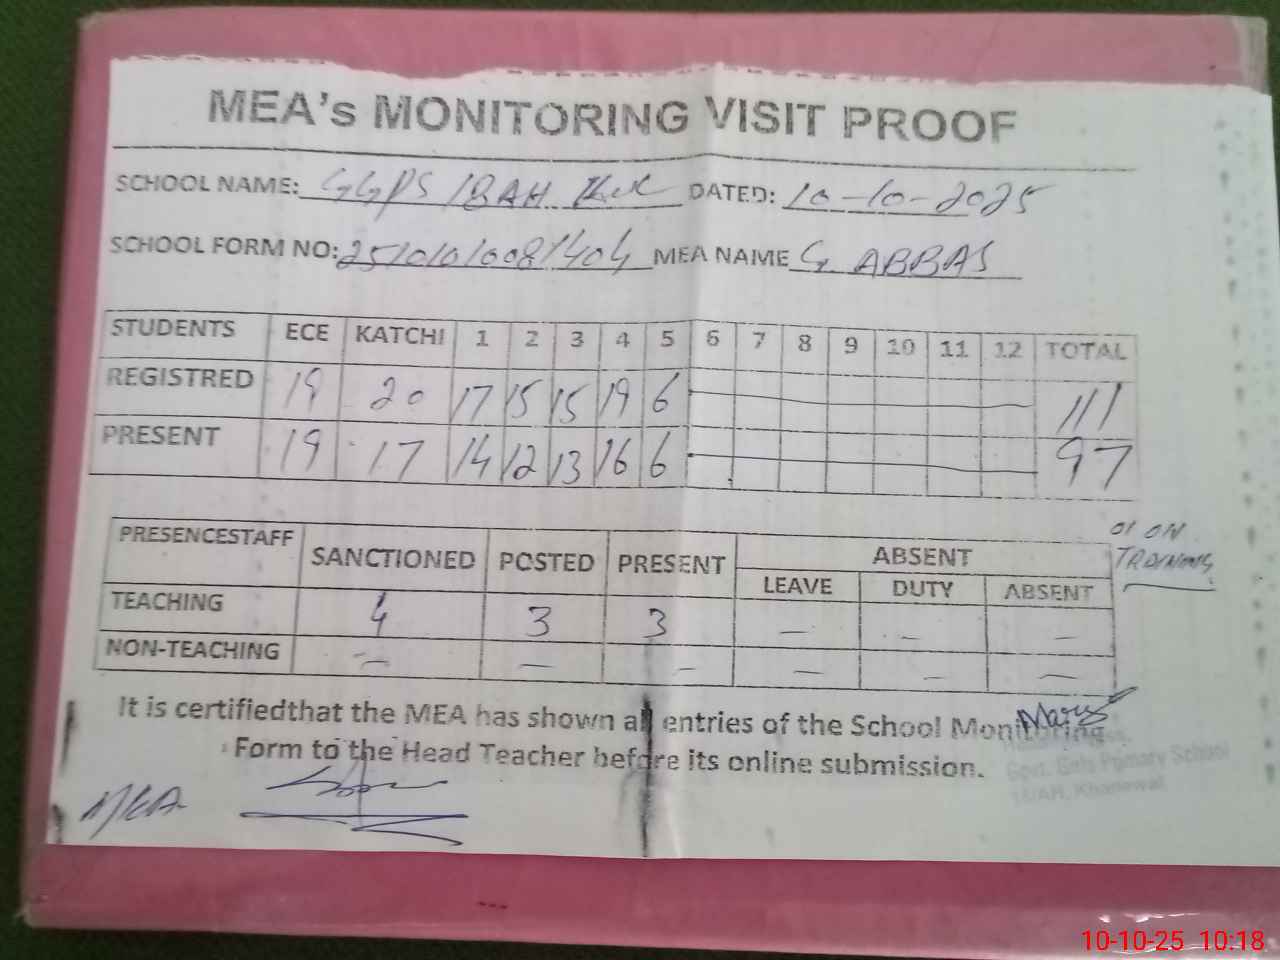 MEA's MONITORING VISIT PROOF
SCHOOL NAME: GGPS 18AH KWL DATED: 10-10-2025
SCHOOL FORM NO: MEA NAME G. ABBAS
STUDENTS ECE KATCHI 1 2 3 4 5 6 7 8 9 10 11 12 TOTAL
REGISTRED 19 20 17 15 15 19 6 111
PRESENT 19 17 14 12 13 16 6 97
01 ON
TRAINING
PRESENCESTAFF SANCTIONED POSTED PRESENT ABSENT
LEAVE DUTY ABSENT
TEACHING 4 3 3 — — —
NON-TEACHING — — — — — —
It is certifiedthat the MEA has shown all entries of the School Monitoring
Form to the Head Teacher before its online submission.
Govt. Girls Primary School
Khanewal
MEA
10-10-25 10:18